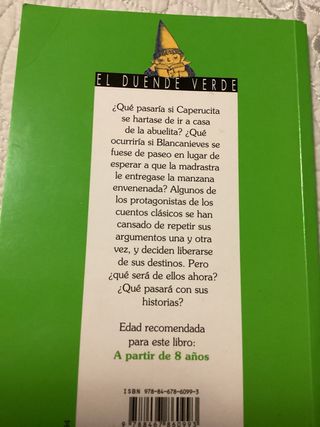 EL DUENDE VERDE
¿Qué pasaría si Caperucita
se hartase de ir a casa
de la abuelita? ¿Qué
ocurriría si Blancanieves se
fuese de paseo en lugar de
esperar a que la madrastra
le entregase la manzana
envenenada? Algunos de
los protagonistas de los
cuentos clásicos se han
cansado de repetir sus
argumentos una y otra
vez, y deciden liberarse
de sus destinos. Pero
¿qué será de ellos ahora?
¿Qué pasará con sus
historias?
Edad recomendada
para este libro:
A partir de 8 años
ISBN 978-84-678-6099-3
9 788467 860993